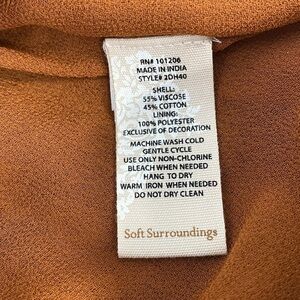 RN# 101206
MADE IN INDIA
STYLE# 2DH40
SHELL:
55% VISCOSE
45% COTTON
LINING:
100% POLYESTER
EXCLUSIVE OF DECORATION
MACHINE WASH COLD
GENTLE CYCLE
USE ONLY NON-CHLORINE
BLEACH WHEN NEEDED
HANG TO DRY
WARM IRON WHEN NEEDED
DO NOT DRY CLEAN
Soft Surroundings